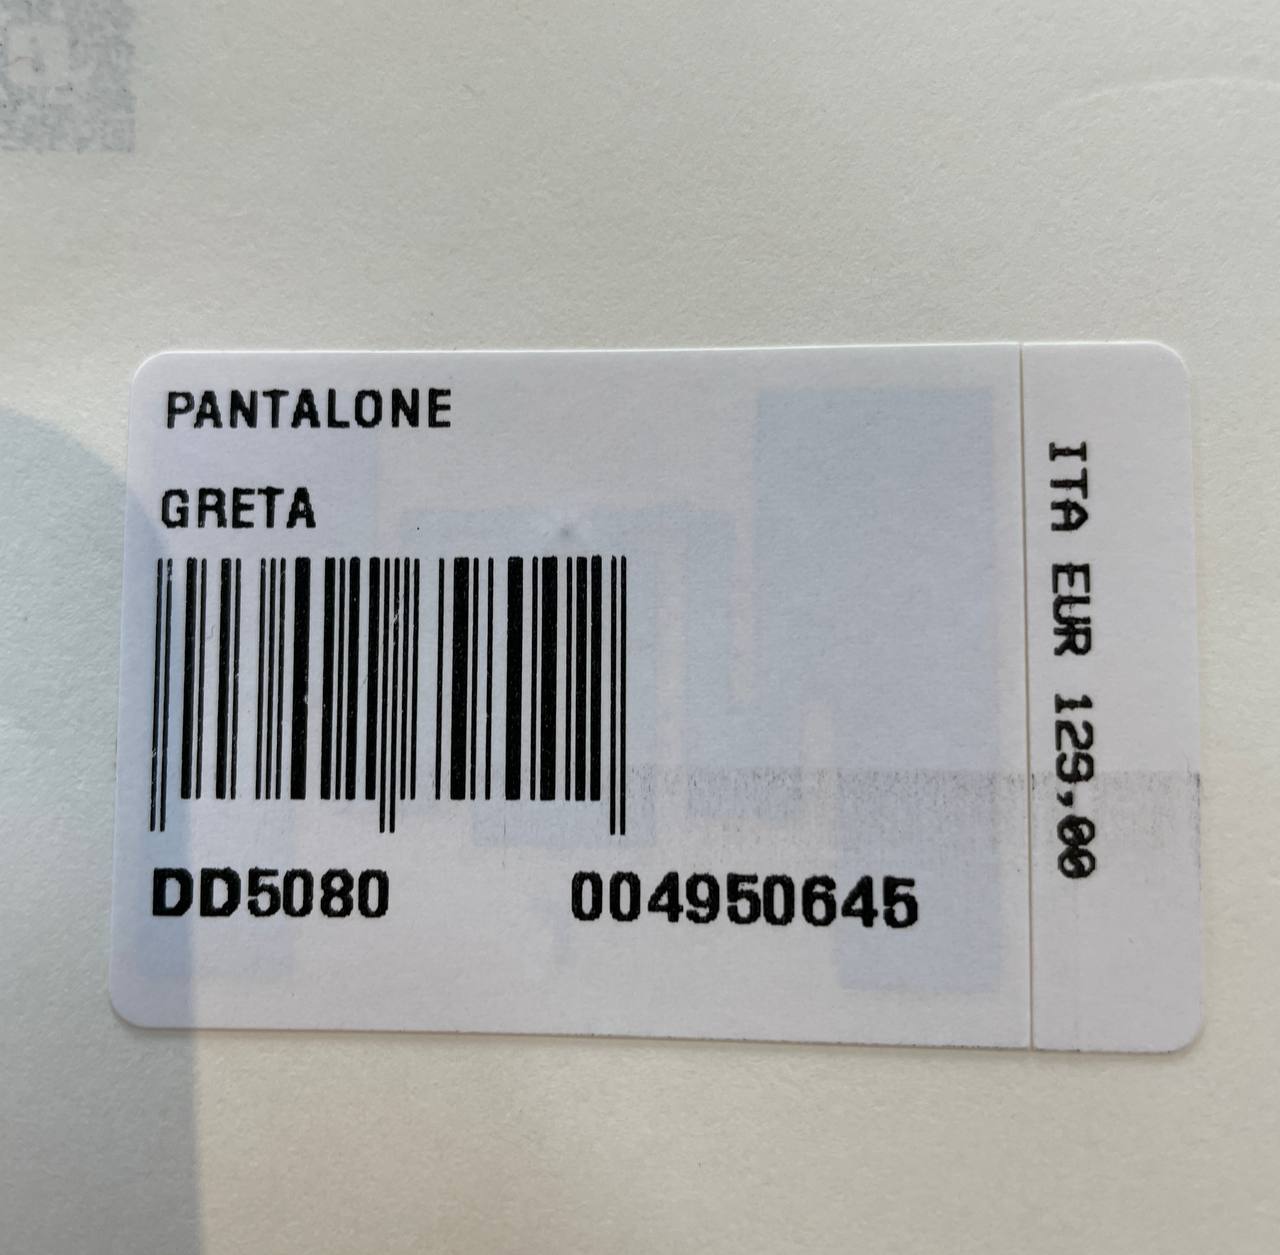 PANTALONE
GRETA
DD5080 004950645
ITA EUR 129,00